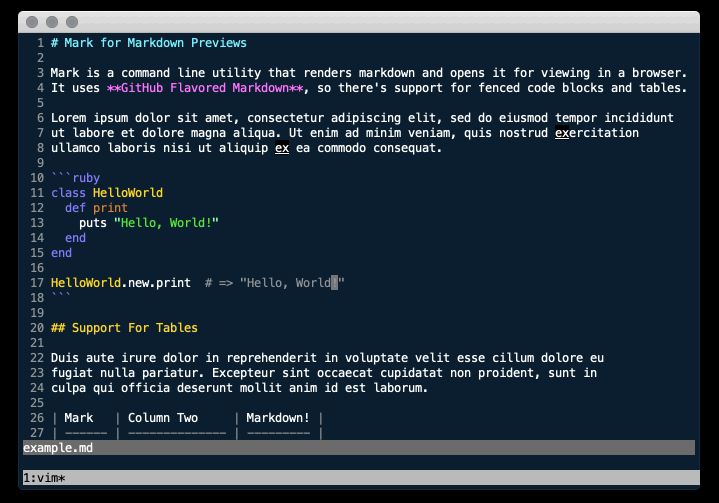 1 # Mark for Markdown Previews
2
3 Mark is a command line utility that renders markdown and opens it for viewing in a browser.
4 It uses **GitHub Flavored Markdown**, so there's support for fenced code blocks and tables.
5
6 Lorem ipsum dolor sit amet, consectetur adipiscing elit, sed do eiusmod tempor incididunt
7 ut labore et dolore magna aliqua. Ut enim ad minim veniam, quis nostrud exercitation
8 ullamco laboris nisi ut aliquip ex ea commodo consequat.
9
10 ```ruby
11 class HelloWorld
12   def print
13     puts "Hello, World!"
14   end
15 end
16
17 HelloWorld.new.print  # => "Hello, World!"
18 ```
19
20 ## Support For Tables
21
22 Duis aute irure dolor in reprehenderit in voluptate velit esse cillum dolore eu
23 fugiat nulla pariatur. Excepteur sint occaecat cupidatat non proident, sunt in
24 culpa qui officia deserunt mollit anim id est laborum.
25
26 | Mark   | Column Two     | Markdown! |
27 | ------ | -------------- | --------- |
example.md
1:vim*